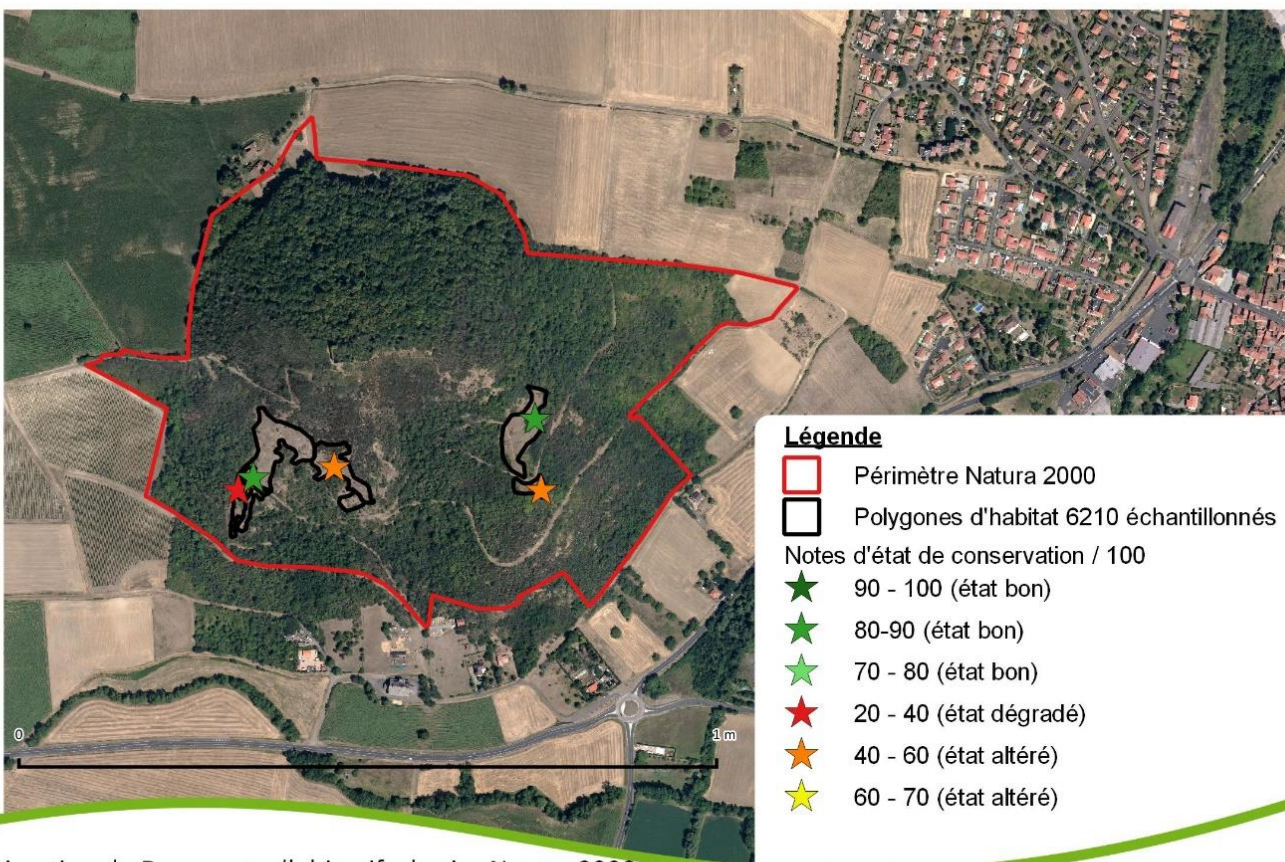 Légende
Périmètre Natura 2000
Polygones d'habitat 6210 échantillonnés
Notes d'état de conservation / 100
90 - 100 (état bon)
80-90 (état bon)
70 - 80 (état bon)
20 - 40 (état dégradé)
40 - 60 (état altéré)
60 - 70 (état altéré)
0 1 m